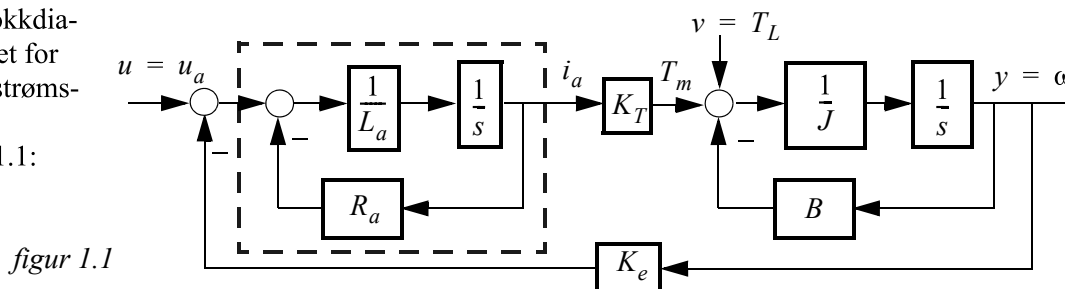 okkdia-
et for
strøms-
1.1:
figur 1.1
u = u_a
−
−
1/L_a
1/s
R_a
i_a
K_T
T_m
v = T_L
−
1/J
1/s
B
y = ω
K_e